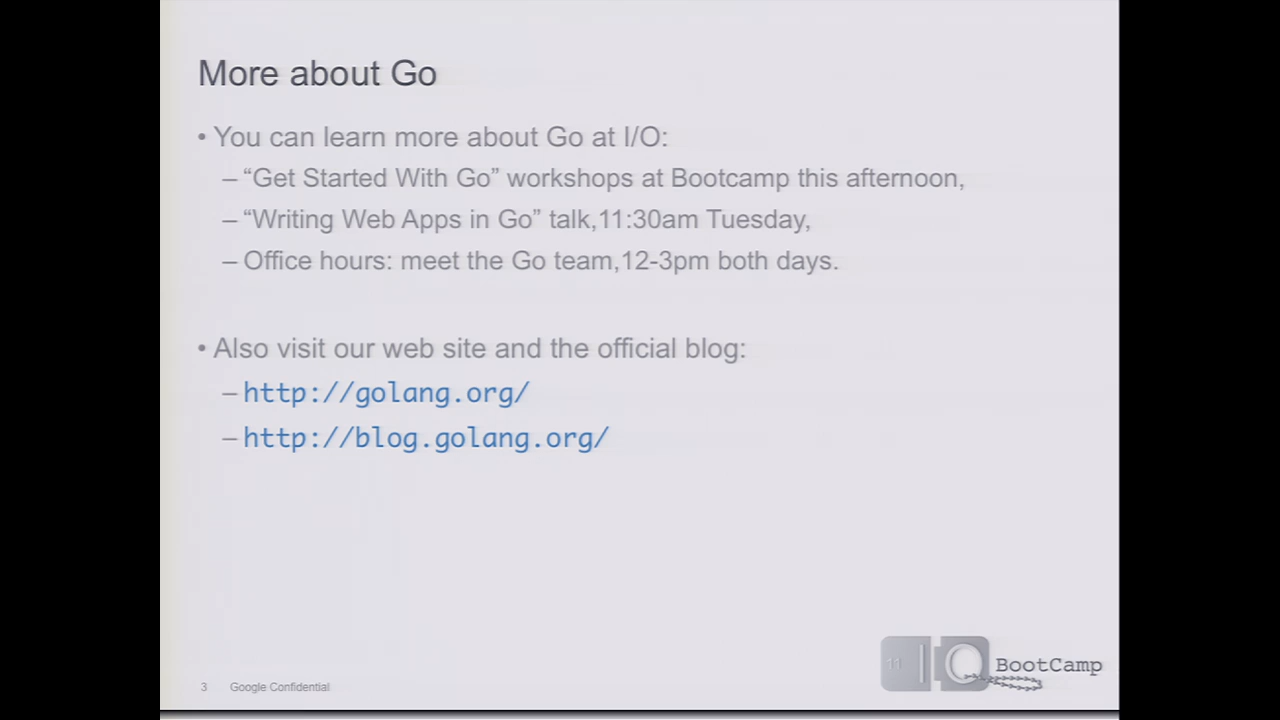 More about Go
• You can learn more about Go at I/O:
– “Get Started With Go” workshops at Bootcamp this afternoon,
– “Writing Web Apps in Go” talk,11:30am Tuesday,
– Office hours: meet the Go team,12-3pm both days.
• Also visit our web site and the official blog:
– http://golang.org/
– http://blog.golang.org/
11 IO BootCamp
3 Google Confidential